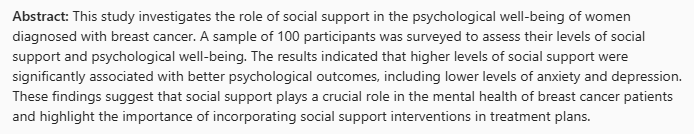 Abstract: This study investigates the role of social support in the psychological well-being of women
diagnosed with breast cancer. A sample of 100 participants was surveyed to assess their levels of social
support and psychological well-being. The results indicated that higher levels of social support were
significantly associated with better psychological outcomes, including lower levels of anxiety and depression.
These findings suggest that social support plays a crucial role in the mental health of breast cancer patients
and highlight the importance of incorporating social support interventions in treatment plans.